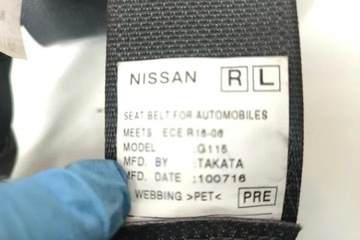 NISSAN R L
SEAT BELT FOR AUTOMOBILES
MEETS ECE R16-06
MODEL :G115
MFD. BY :TAKATA
MFD. DATE :100716
WEBBING >PET< PRE